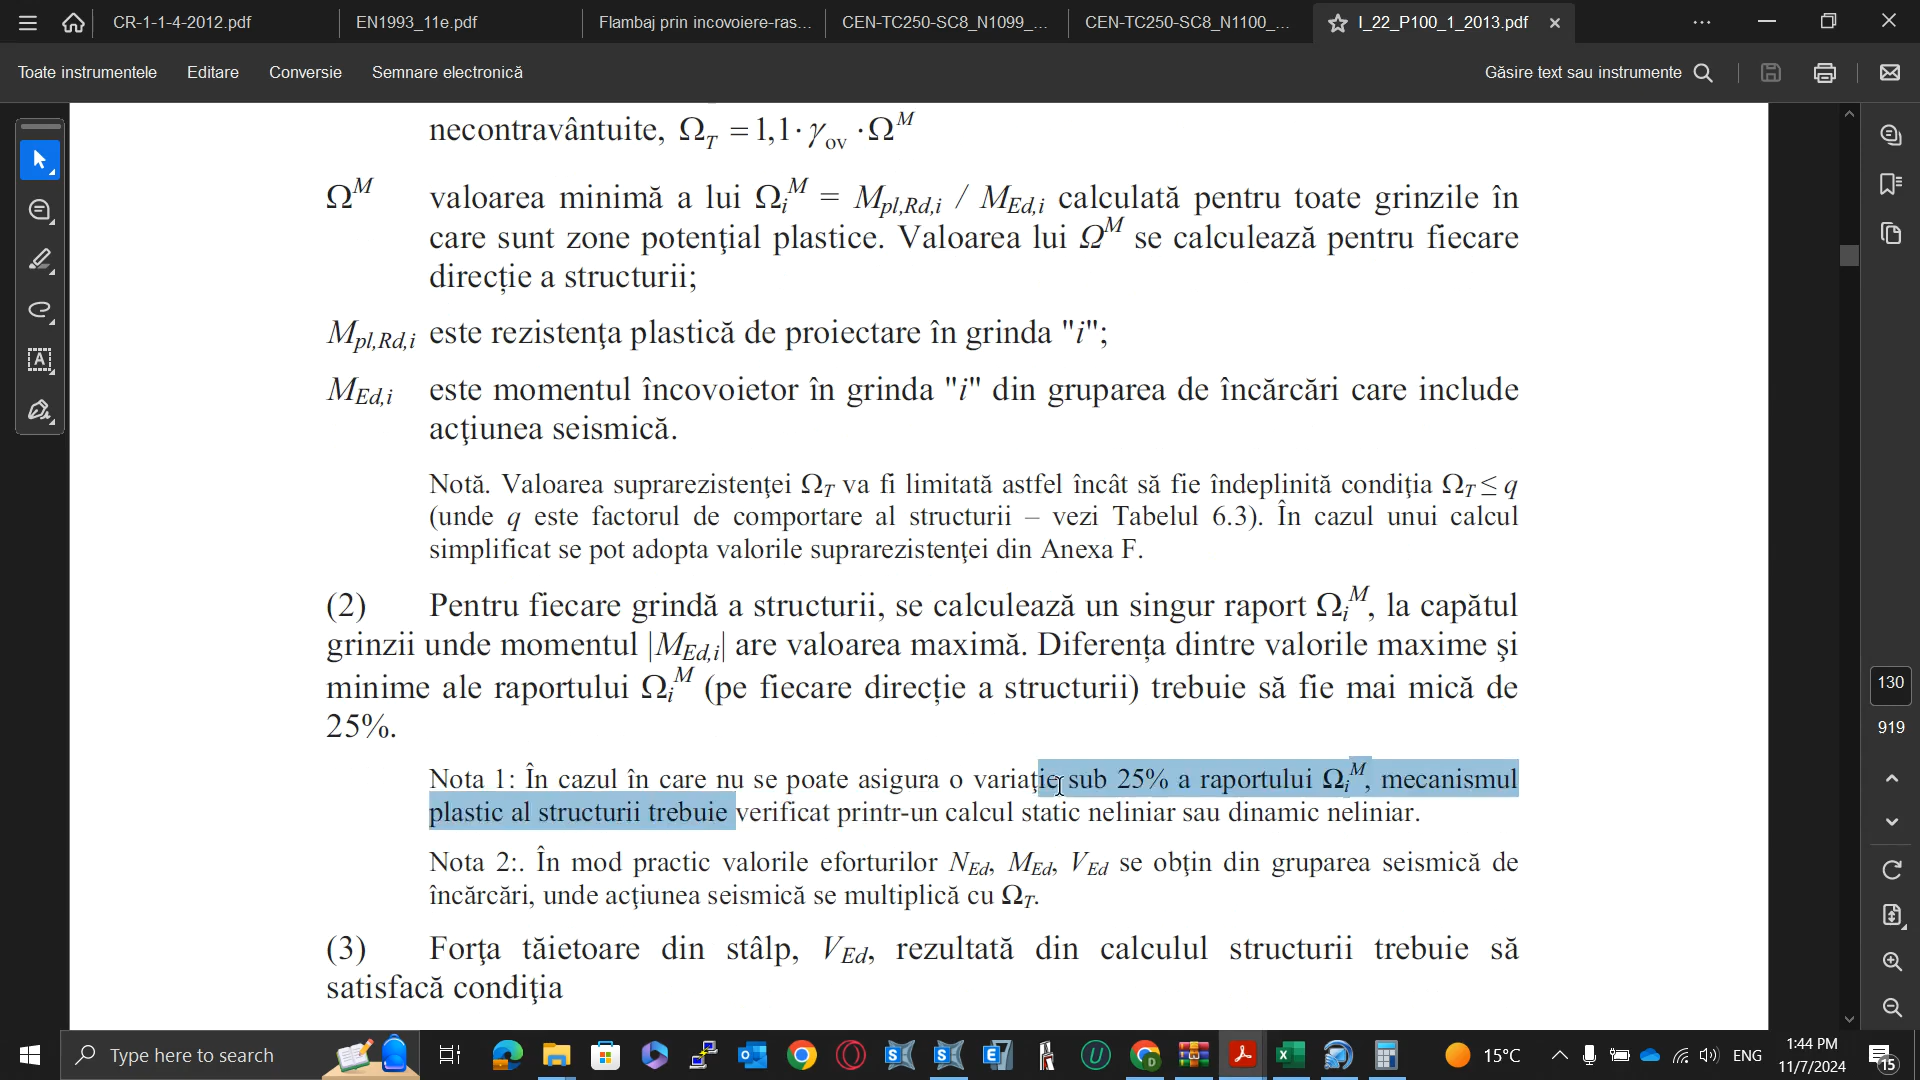 CR-1-1-4-2012.pdf
EN1993_11e.pdf
Flambaj prin incovoiere-ras...
CEN-TC250-SC8_N1099_...
CEN-TC250-SC8_N1100_...
I_22_P100_1_2013.pdf
Toate instrumentele Editare Conversie Semnare electronică
Găsire text sau instrumente
necontravântuite, Ω_T = 1,1 · γ_ov · Ω^M
Ω^M valoarea minimă a lui Ω_i^M = M_pl,Rd,i / M_Ed,i calculată pentru toate grinzile în
care sunt zone potenţial plastice. Valoarea lui Ω^M se calculează pentru fiecare
direcție a structurii;
M_pl,Rd,i este rezistenţa plastică de proiectare în grinda "i";
M_Ed,i este momentul încovoietor în grinda "i" din gruparea de încărcări care include
acţiunea seismică.
Notă. Valoarea suprarezistenţei Ω_T va fi limitată astfel încât să fie îndeplinită condiţia Ω_T ≤ q
(unde q este factorul de comportare al structurii – vezi Tabelul 6.3). În cazul unui calcul
simplificat se pot adopta valorile suprarezistenţei din Anexa F.
(2) Pentru fiecare grindă a structurii, se calculează un singur raport Ω_i^M, la capătul
grinzii unde momentul |M_Ed,i| are valoarea maximă. Diferența dintre valorile maxime şi
minime ale raportului Ω_i^M (pe fiecare direcție a structurii) trebuie să fie mai mică de
25%.
Nota 1: În cazul în care nu se poate asigura o variaţie sub 25% a raportului Ω_i^M, mecanismul
plastic al structurii trebuie verificat printr-un calcul static neliniar sau dinamic neliniar.
Nota 2:. În mod practic valorile eforturilor N_Ed, M_Ed, V_Ed se obţin din gruparea seismică de
încărcări, unde acţiunea seismică se multiplică cu Ω_T.
(3) Forţa tăietoare din stâlp, V_Ed, rezultată din calculul structurii trebuie să
satisfacă condiţia
130
919
Type here to search
15°C
ENG
1:44 PM
11/7/2024
15